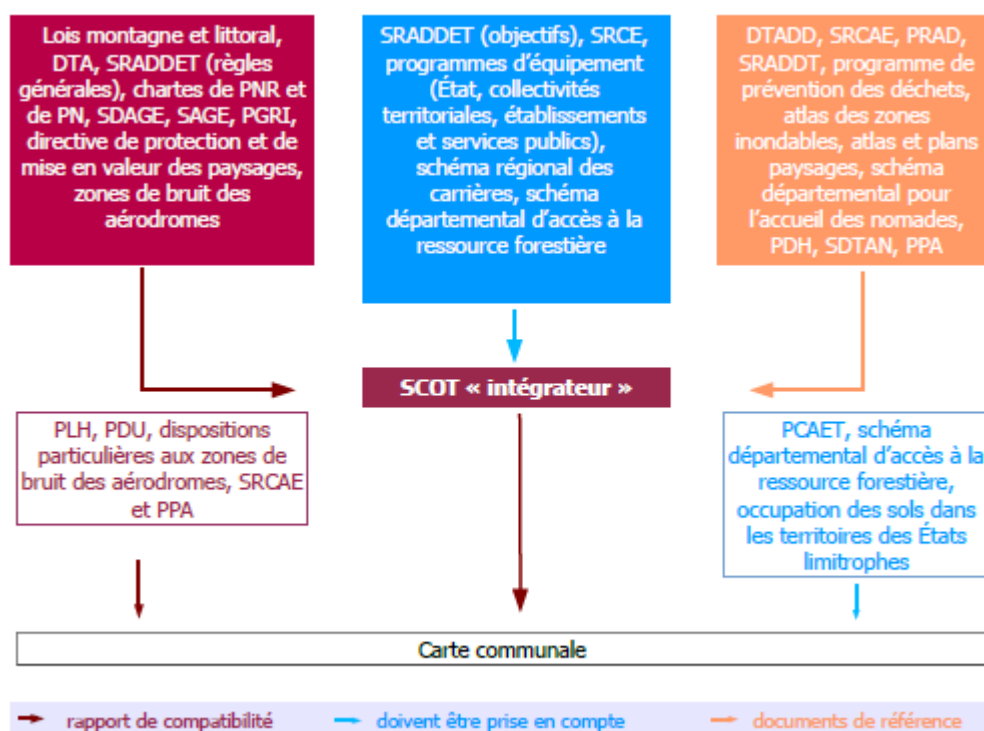 Lois montagne et littoral,
DTA, SRADDET (règles
générales), chartes de PNR et
de PN, SDAGE, SAGE, PGRI,
directive de protection et de
mise en valeur des paysages,
zones de bruit des
aérodromes
SRADDET (objectifs), SRCE,
programmes d'équipement
(État, collectivités
territoriales, établissements
et services publics),
schéma régional des
carrières, schéma
départemental d'accès à la
ressource forestière
DTADD, SRCAE, PRAD,
SRADDT, programme de
prévention des déchets,
atlas des zones
inondables, atlas et plans
paysages, schéma
départemental pour
l'accueil des nomades,
PDH, SDTAN, PPA
SCOT « intégrateur »
PLH, PDU, dispositions
particulières aux zones de
bruit des aérodromes, SRCAE
et PPA
PCAET, schéma
départemental d'accès à la
ressource forestière,
occupation des sols dans
les territoires des États
limitrophes
Carte communale
rapport de compatibilité
doivent être prise en compte
documents de référence